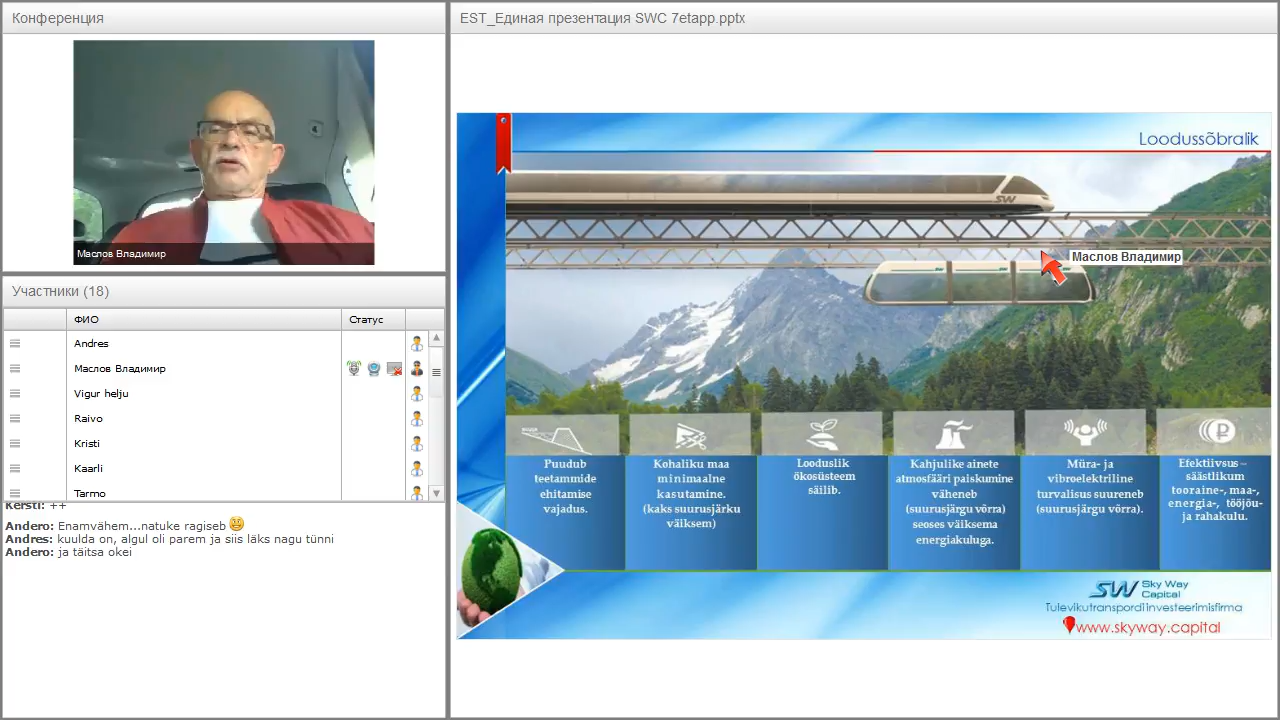 Конференция
Маслов Владимир
Участники (18)
ФИО
Статус
Andres
Маслов Владимир
Vigur helju
Raivo
Kristi
Kaarli
Tarmo
Kersti: ++
Andero: Enamvähem...natuke ragiseb
Andres: kuulda on, algul oli parem ja siis läks nagu tünni
Andero: ja täitsa okei
EST_Единая презентация SWC 7etapp.pptx
Loodussõbralik
SW
Маслов Владимир
Puudub
teetammide
ehitamise
vajadus.
Kohaliku maa
minimaalne
kasutamine.
(kaks suurusjärku
väiksem)
Looduslik
ökosüsteem
säilib.
Kahjulike ainete
atmosfääri paiskumine
väheneb
(suurusjärgu võrra)
seoses väiksema
energiakuluga.
Müra- ja
vibroelektriline
turvalisus suureneb
(suurusjärgu võrra).
Efektiivsus –
säästlikum
tooraine-, maa-,
energia-, tööjõu-
ja rahakulu.
SW Sky Way
Capital
Tulevikutranspordi investeerimisfirma
www.skyway.capital